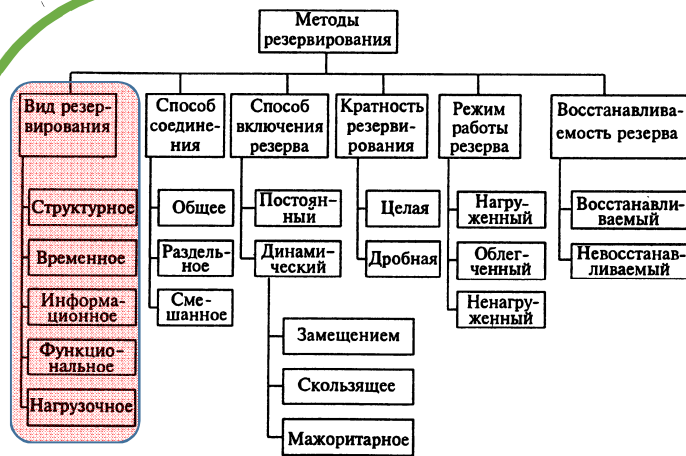 Методы
резервирования
Вид резер-
вирования
Способ
соедине-
ния
Способ
включения
резерва
Кратность
резерви-
рования
Режим
работы
резерва
Восстанавлива-
емость резерва
Структурное
Временное
Информа-
ционное
Функцио-
нальное
Нагрузочное
Общее
Раздель-
ное
Сме-
шанное
Постоян-
ный
Динами-
ческий
Замещением
Скользящее
Мажоритарное
Целая
Дробная
Нагру-
женный
Облег-
ченный
Ненагру-
женный
Восстанавли-
ваемый
Невосстанав-
ливаемый